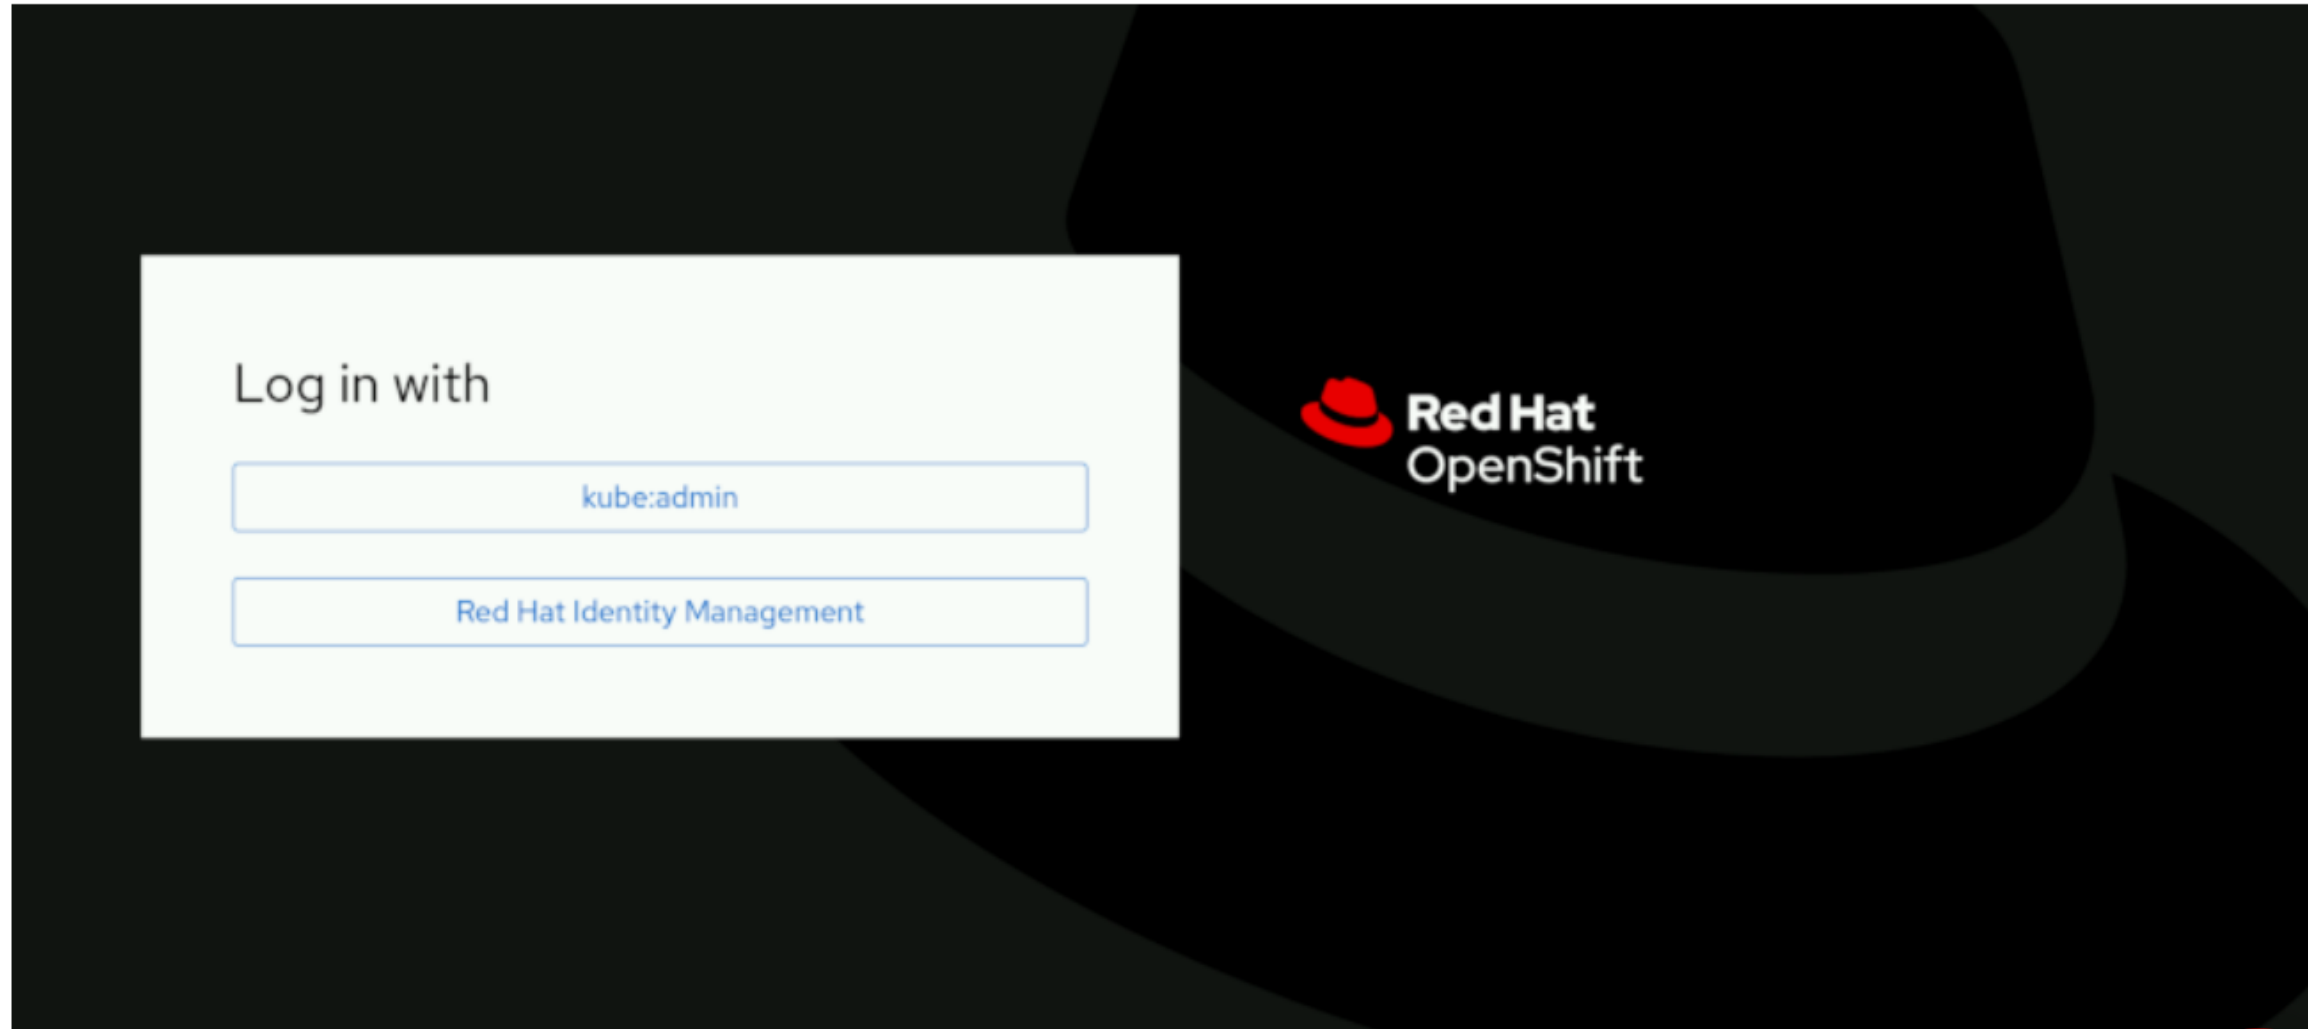 Log in with
kube:admin
Red Hat Identity Management
Red Hat
OpenShift